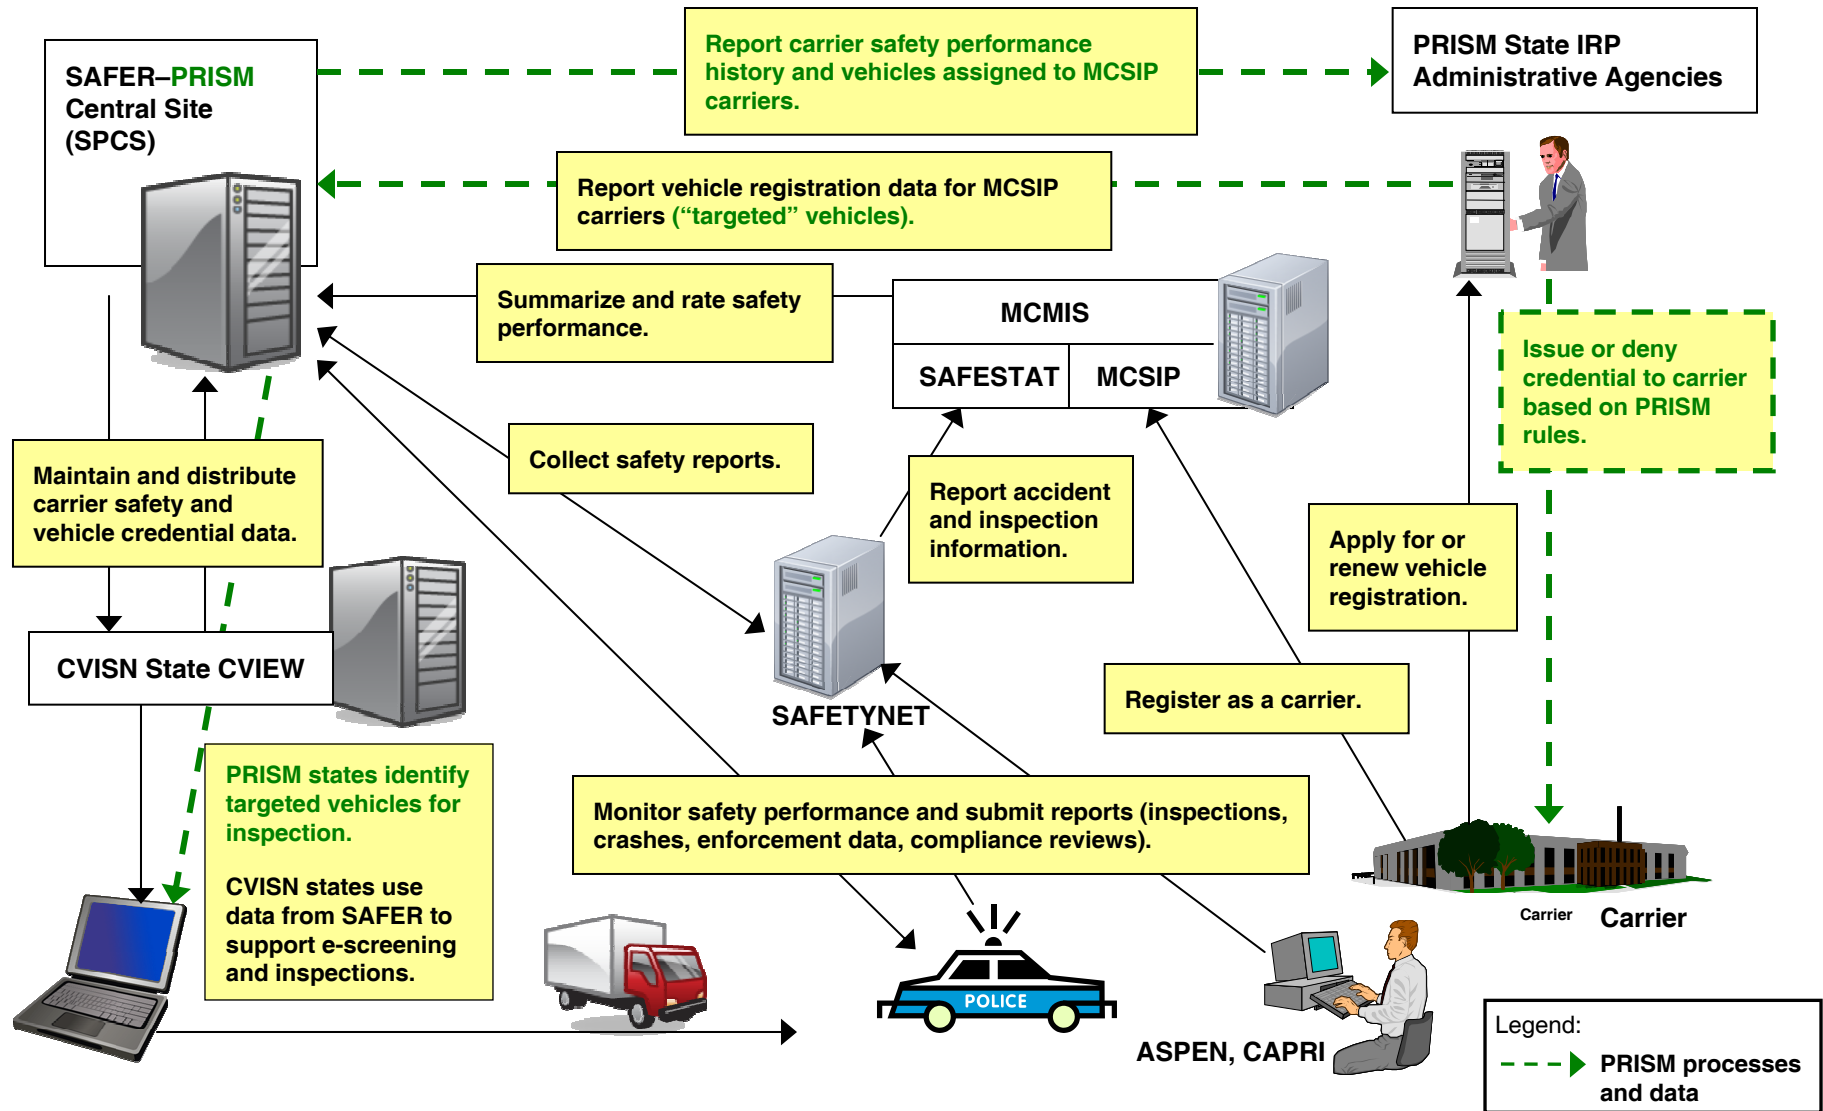 SAFER–PRISM
Central Site
(SPCS)
Report carrier safety performance
history and vehicles assigned to MCSIP
carriers.
PRISM State IRP
Administrative Agencies
Report vehicle registration data for MCSIP
carriers (“targeted” vehicles).
Summarize and rate safety
performance.
MCMIS
SAFESTAT
MCSIP
Issue or deny
credential to carrier
based on PRISM
rules.
Collect safety reports.
Maintain and distribute
carrier safety and
vehicle credential data.
Report accident
and inspection
information.
Apply for or
renew vehicle
registration.
CVISN State CVIEW
SAFETYNET
Register as a carrier.
PRISM states identify
targeted vehicles for
inspection.
CVISN states use
data from SAFER to
support e-screening
and inspections.
Monitor safety performance and submit reports (inspections,
crashes, enforcement data, compliance reviews).
Carrier
Carrier
POLICE
ASPEN, CAPRI
Legend:
PRISM processes
and data